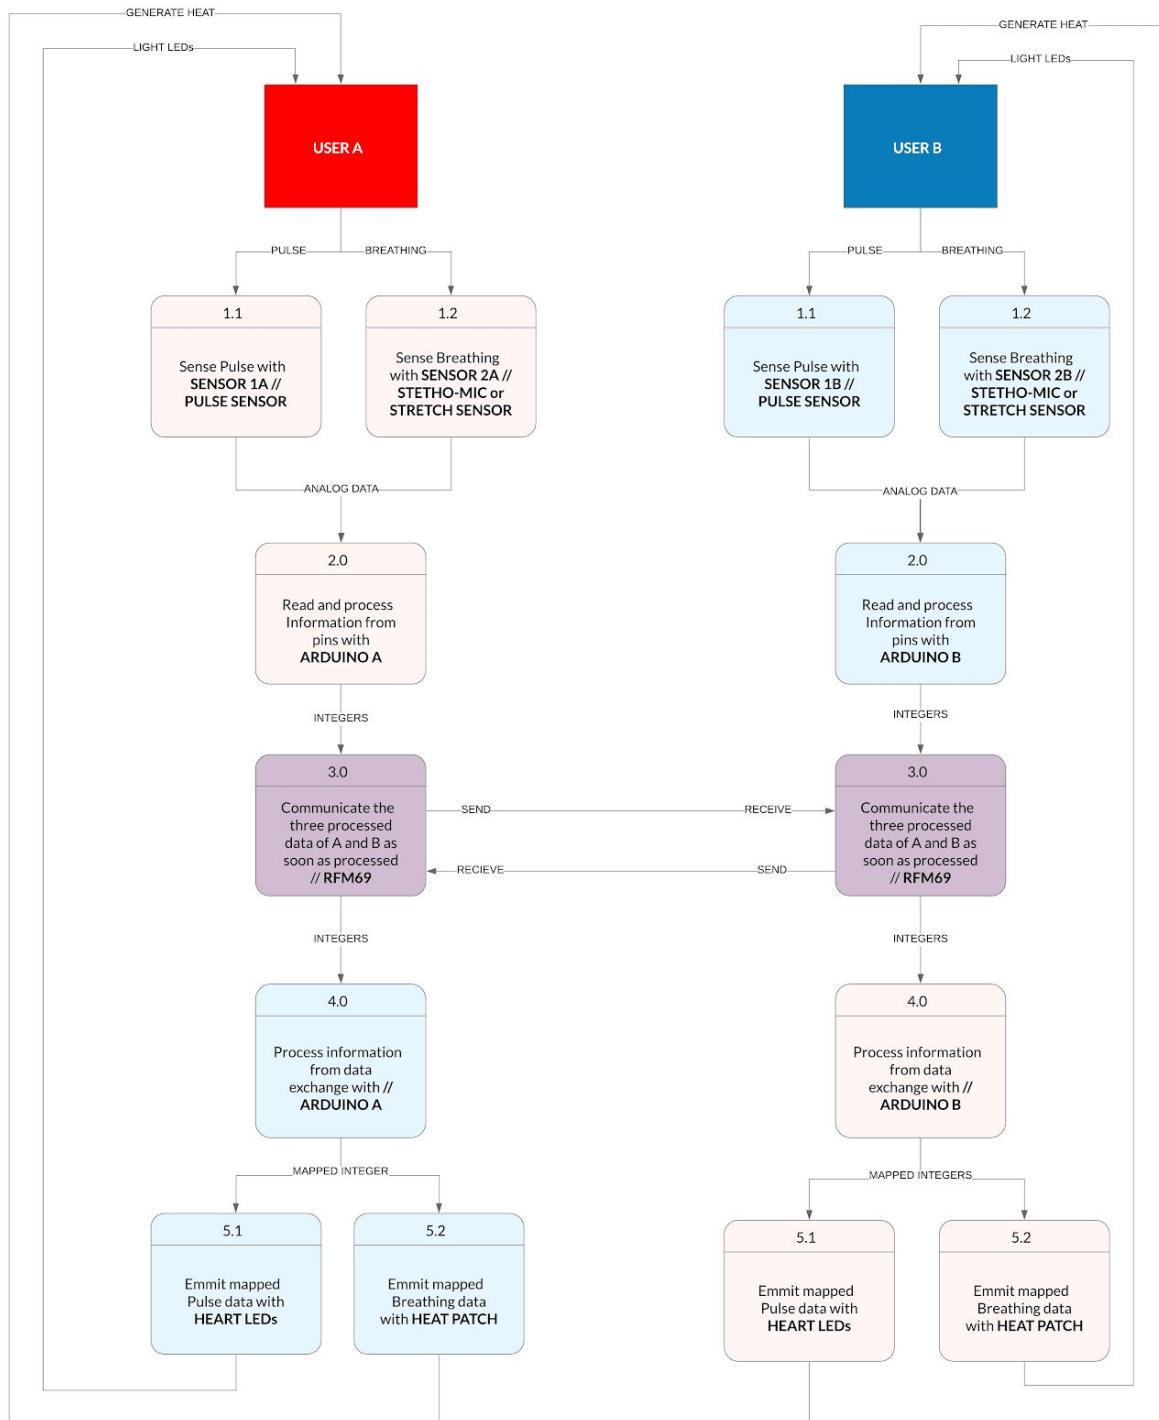 GENERATE HEAT
LIGHT LEDs
USER A
PULSE
BREATHING
1.1
Sense Pulse with
SENSOR 1A //
PULSE SENSOR
1.2
Sense Breathing
with SENSOR 2A //
STETHO-MIC or
STRETCH SENSOR
ANALOG DATA
2.0
Read and process
Information from
pins with
ARDUINO A
INTEGERS
3.0
Communicate the
three processed
data of A and B as
soon as processed
// RFM69
SEND
RECEIVE
RECIEVE
SEND
INTEGERS
4.0
Process information
from data
exchange with //
ARDUINO A
MAPPED INTEGER
5.1
Emmit mapped
Pulse data with
HEART LEDs
5.2
Emmit mapped
Breathing data
with HEAT PATCH
GENERATE HEAT
LIGHT LEDs
USER B
PULSE
BREATHING
1.1
Sense Pulse with
SENSOR 1B //
PULSE SENSOR
1.2
Sense Breathing
with SENSOR 2B //
STETHO-MIC or
STRETCH SENSOR
ANALOG DATA
2.0
Read and process
Information from
pins with
ARDUINO B
INTEGERS
3.0
Communicate the
three processed
data of A and B as
soon as processed
// RFM69
INTEGERS
4.0
Process information
from data
exchange with //
ARDUINO B
MAPPED INTEGERS
5.1
Emmit mapped
Pulse data with
HEART LEDs
5.2
Emmit mapped
Breathing data
with HEAT PATCH